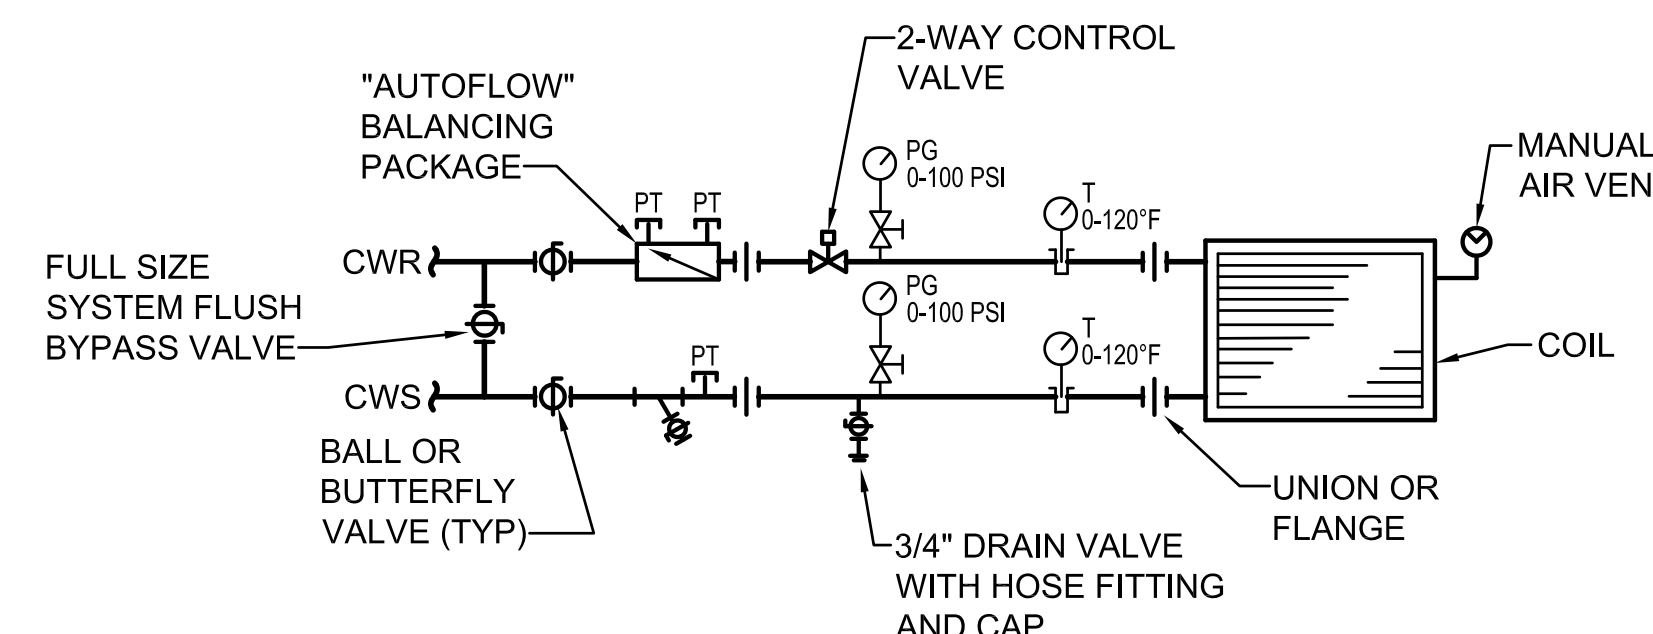 2-WAY CONTROL
VALVE
"AUTOFLOW"
BALANCING
PACKAGE
PG
0-100 PSI
MANUAL
AIR VEN
PT PT
T
0-120°F
CWR
FULL SIZE
SYSTEM FLUSH
BYPASS VALVE
PG
0-100 PSI
T
0-120°F
COIL
PT
CWS
BALL OR
BUTTERFLY
VALVE (TYP)
UNION OR
FLANGE
3/4" DRAIN VALVE
WITH HOSE FITTING
AND CAP